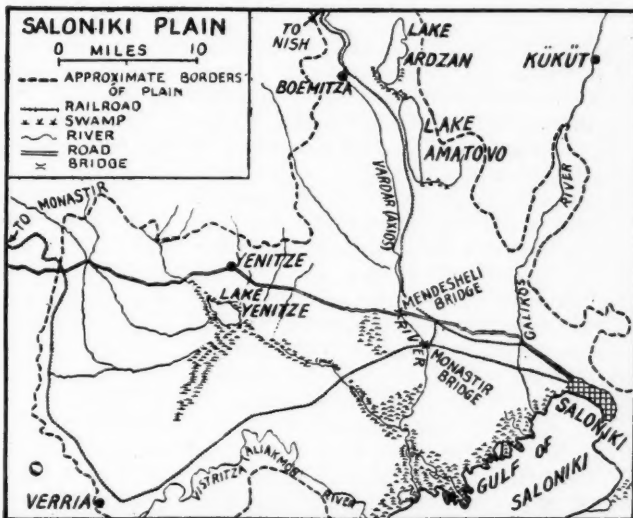 SALONIKI PLAIN
0 MILES 10
APPROXIMATE BORDERS
OF PLAIN
RAILROAD
SWAMP
RIVER
ROAD
BRIDGE
TO
NISH
LAKE
ARDZAN
KÜKÜT
BOEMITZA
LAKE
AMATOVO
VARDAR (AXIOS)
RIVER
TO MONASTIR
YENITZE
LAKE
YENITZE
MENDESHELI
BRIDGE
RIVER
GALIKOS
MONASTIR
BRIDGE
SALONIKI
GULF OF
SALONIKI
VERRIA
VISTRITZA
ALIAKMON
RIVER